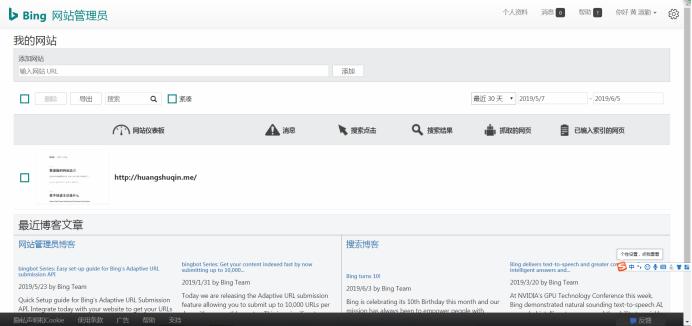 Bing 网站管理员
个人资料 消息 0 帮助 ? 你好 黄
我的网站
添加网站
输入网站 URL 添加
删除 导出 搜索 紧凑 最近 30 天 2019/5/7 - 2019/6/5
网站仪表板 消息 搜索点击 搜索结果 抓取的网页 已编入索引的网页
http://huangshuqin.me/
最近博客文章
网站管理员博客
bingbot Series: Easy set-up guide for Bing's Adaptive URL
submission API
2019/5/23 by Bing Team
Quick Setup guide for Bing's Adaptive URL Submission
API. Integrate today with your website to get your URLs
bingbot Series: Get your content indexed fast by now
submitting up to 10,000...
2019/1/31 by Bing Team
Today we are releasing the Adaptive URL submission
feature allowing you to submit up to 10,000 URLs per
搜索博客
Bing turns 10!
2019/6/3 by Bing Team
Bing is celebrating its 10th Birthday this month and our
mission has always been to empower people with
Bing delivers text-to-speech and greater
intelligent answers and...
2019/3/20 by Bing Team
At NVIDIA's GPU Technology Conference this week,
Bing demonstrated natural sounding text-to-speech AI,
个性设置，点我看看
中
隐私声明和Cookie 使用条款 广告 帮助 支持 反馈